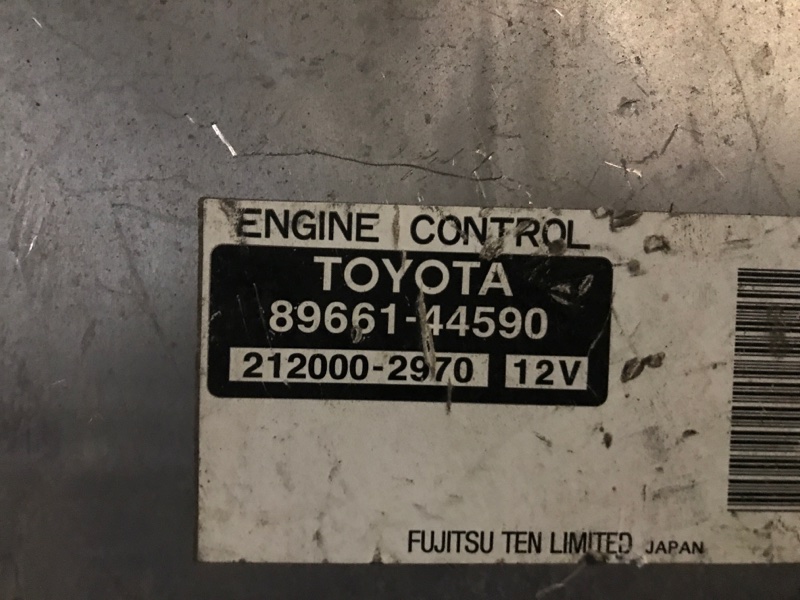 ENGINE CONTROL
TOYOTA
89661-44590
212000-2970 12V
FUJITSU TEN LIMITED JAPAN